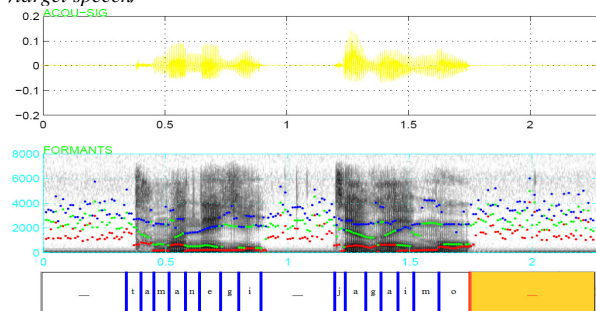 /target speech/
ACOU-SIG
0.2
0.1
0
-0.1
-0.2
0 0.5 1 1.5 2
FORMANTS
8000
6000
4000
2000
0
0 0.5 1 1.5 2
— t a m a n e g i — j a g a i m o —